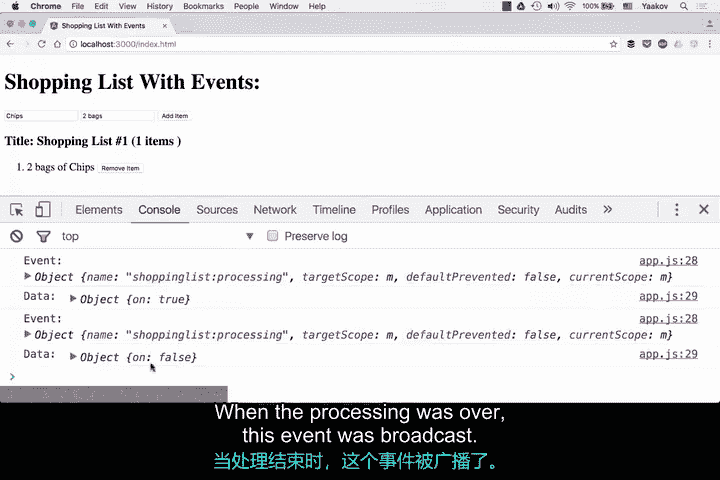 Chrome File Edit View History Bookmarks People Window Help 100% Yaakov
Shopping List With Events
localhost:3000/index.html
Shopping List With Events:
Chips 2 bags Add Item
Title: Shopping List #1 (1 items )
1. 2 bags of Chips Remove Item
Elements Console Sources Network Timeline Profiles Application Security Audits »
top Preserve log
Event: app.js:28
Object {name: "shoppinglist:processing", targetScope: m, defaultPrevented: false, currentScope: m}
Data: Object {on: true} app.js:29
Event: app.js:28
Object {name: "shoppinglist:processing", targetScope: m, defaultPrevented: false, currentScope: m}
Data: Object {on: false} app.js:29
>
When the processing was over,
this event was broadcast.
当处理结束时，这个事件被广播了。